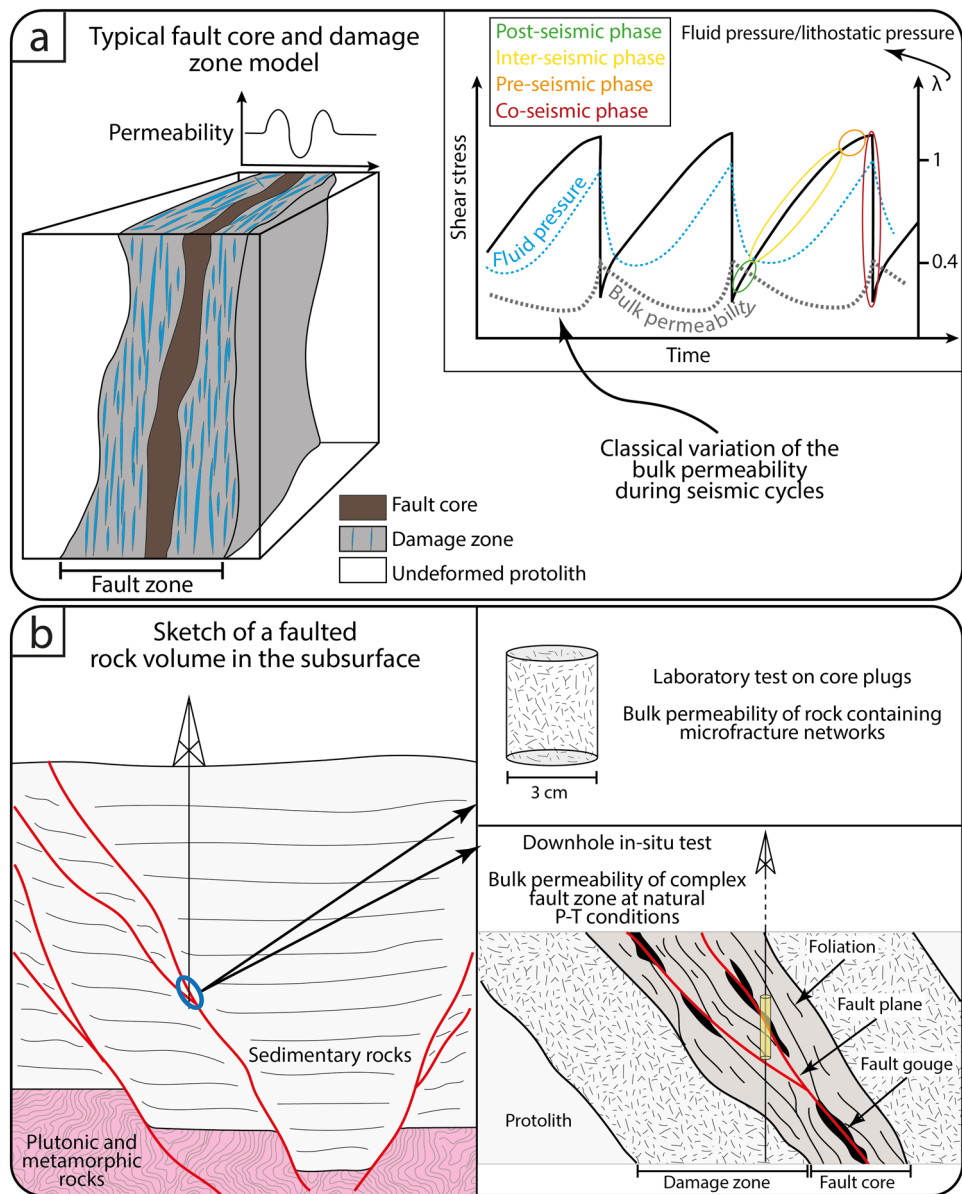 a
Typical fault core and damage
zone model
Permeability
Fault core
Damage zone
Undeformed protolith
Fault zone
Post-seismic phase
Inter-seismic phase
Pre-seismic phase
Co-seismic phase
Fluid pressure/lithostatic pressure
λ
1
0.4
Shear stress
Fluid pressure
Bulk permeability
Time
Classical variation of the
bulk permeability
during seismic cycles
b
Sketch of a faulted
rock volume in the subsurface
Sedimentary rocks
Plutonic and
metamorphic
rocks
3 cm
Laboratory test on core plugs
Bulk permeability of rock containing
microfracture networks
Downhole in-situ test
Bulk permeability of complex
fault zone at natural
P-T conditions
Foliation
Fault plane
Fault gouge
Protolith
Damage zone
Fault core